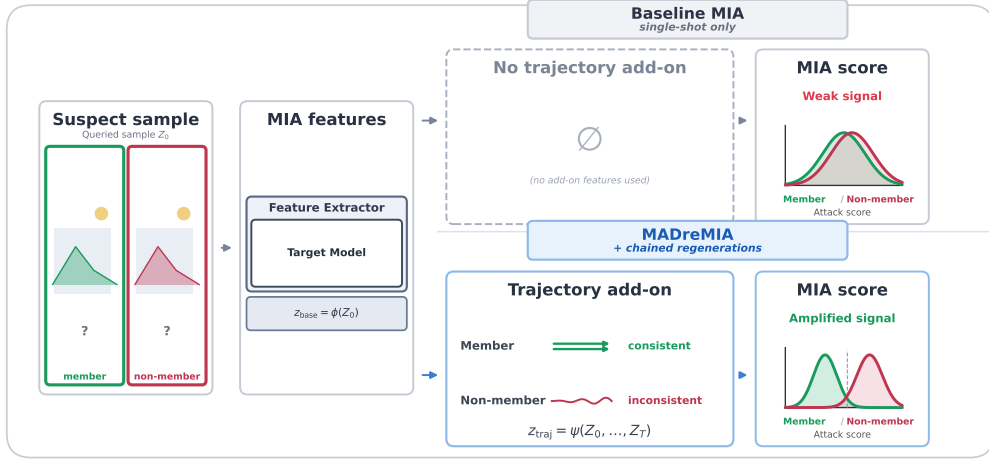 Baseline MIA
single-shot only
Suspect sample
Queried sample Z₀
?
?
member
non-member
MIA features
Feature Extractor
Target Model
z_base = ϕ(Z₀)
No trajectory add-on
∅
(no add-on features used)
MIA score
Weak signal
Member / Non-member
Attack score
MADreMIA
+ chained regenerations
Trajectory add-on
Member consistent
Non-member inconsistent
z_traj = ψ(Z₀, …, Z_T)
MIA score
Amplified signal
Member / Non-member
Attack score